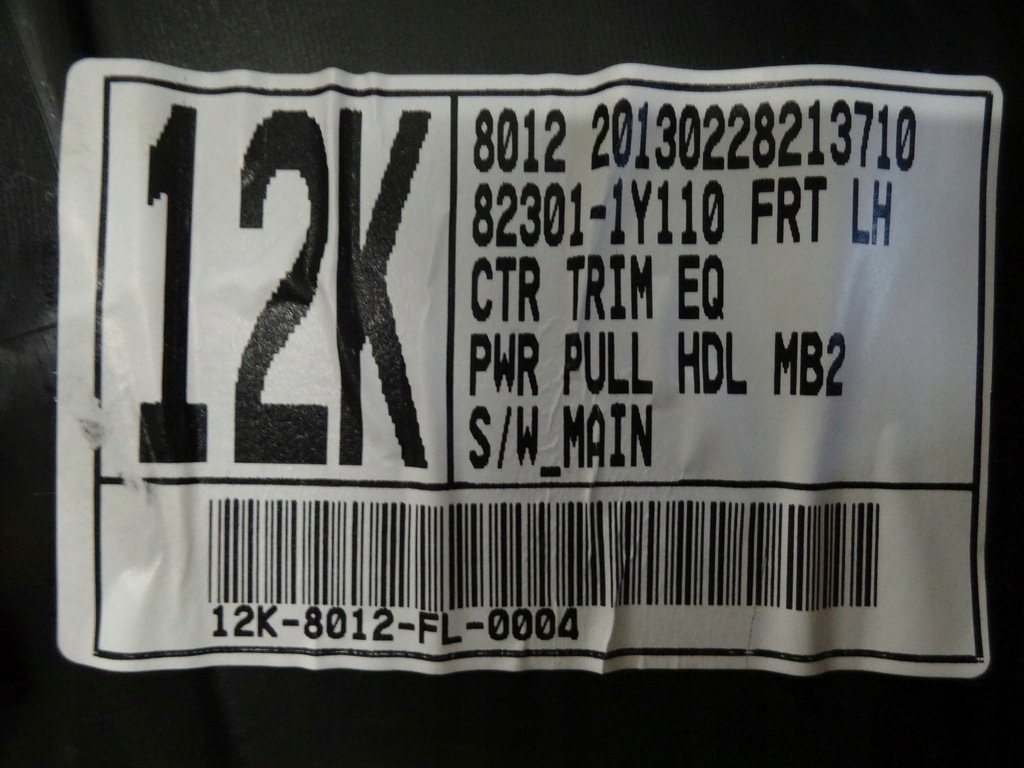 12K
8012 20130228213710
82301-1Y110 FRT LH
CTR TRIM EQ
PWR PULL HDL MB2
S/W_MAIN
12K-8012-FL-0004